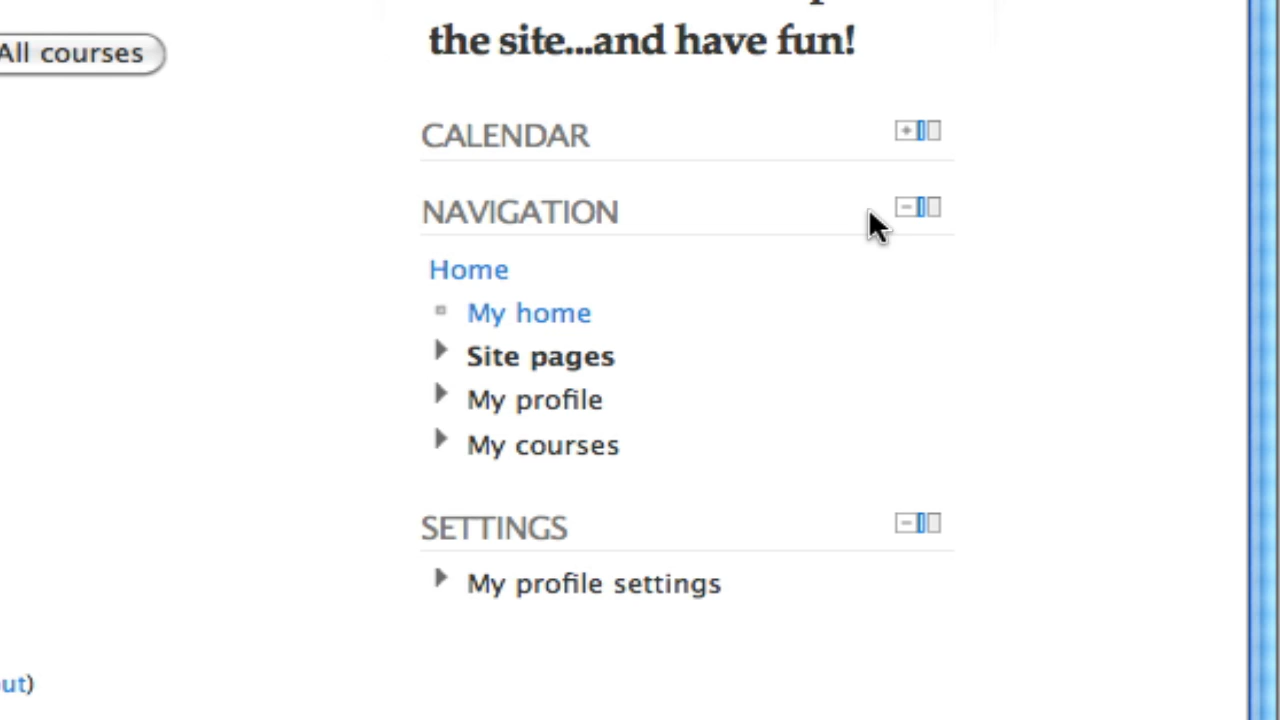 the site...and have fun!
All courses
CALENDAR
NAVIGATION
Home
My home
Site pages
My profile
My courses
SETTINGS
My profile settings
ut)